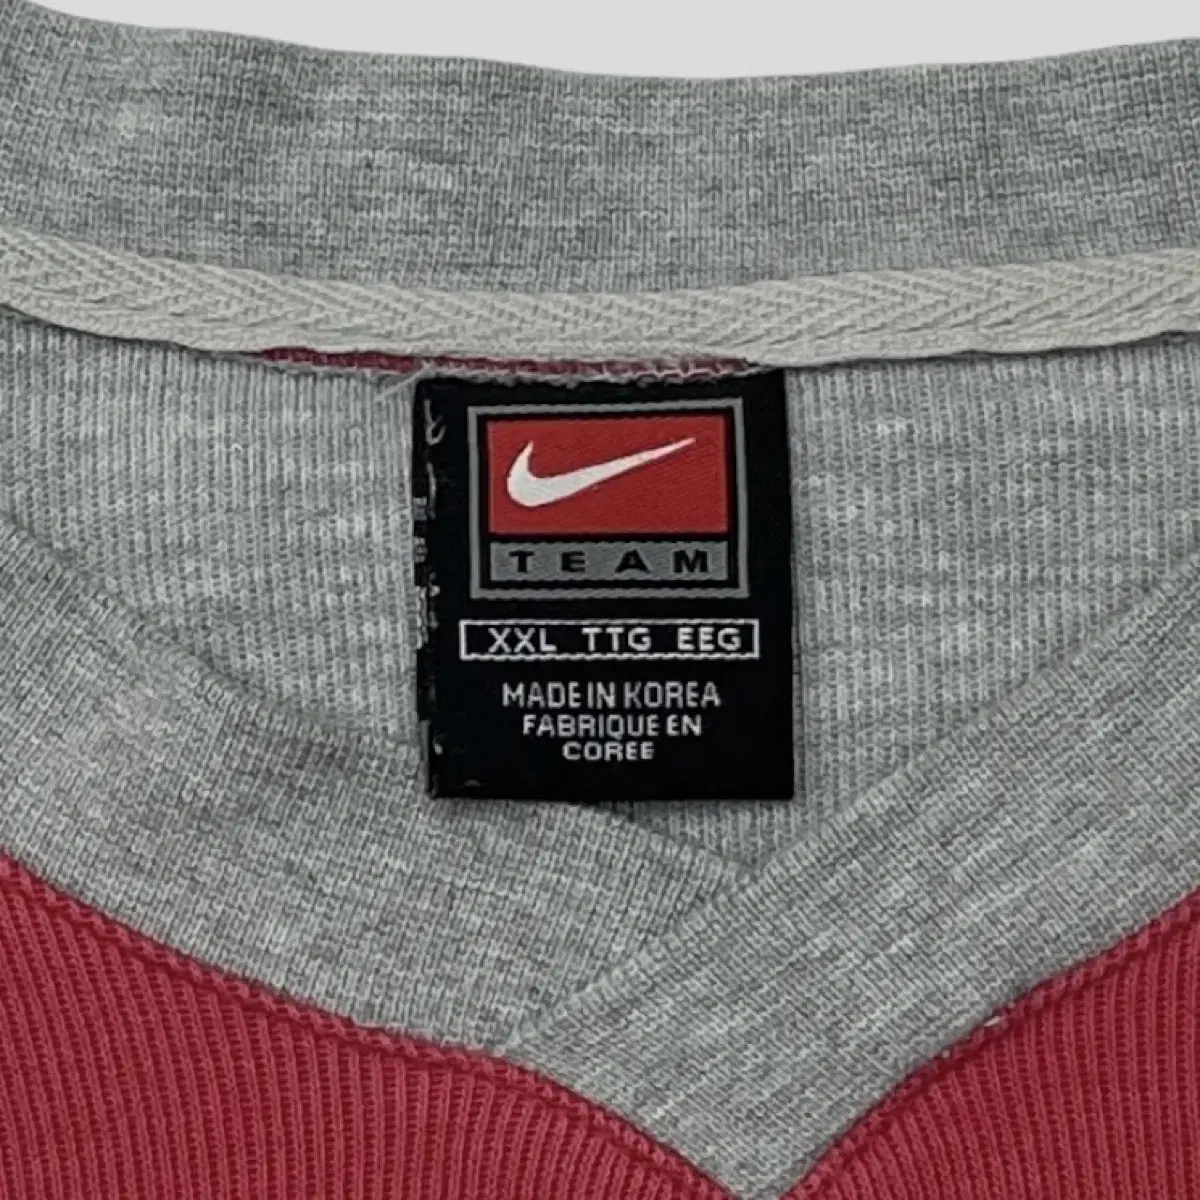 TEAM
XXL TTG EEG
MADE IN KOREA
FABRIQUE EN
COREE